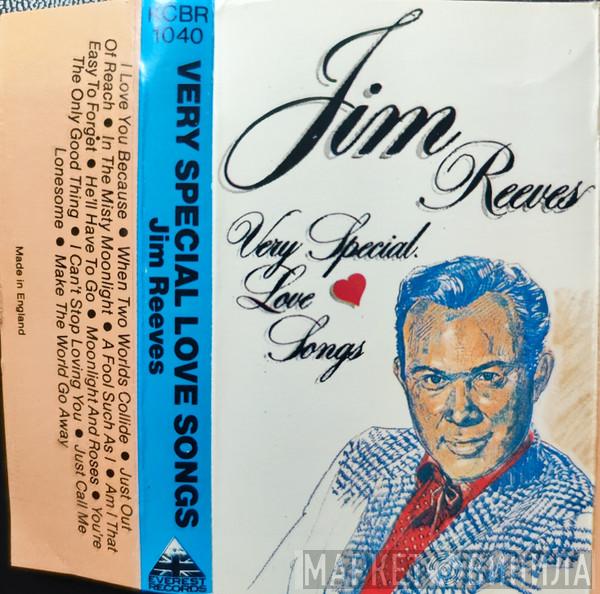 I Love You Because ● When Two Worlds Collide ● Just Out
Of Reach ● In The Misty Moonlight ● A Fool Such As I ● Am I That
Easy To Forget ● He'll Have To Go ● Moonlight And Roses ● You're
The Only Good Thing ● I Can't Stop Loving You ● Just Call Me
Lonesome ● Make The World Go Away
Made in England
KCBR
1040
VERY SPECIAL LOVE SONGS
Jim Reeves
EVEREST
RECORDS
Jim
Reeves
Very Special
Love
Songs